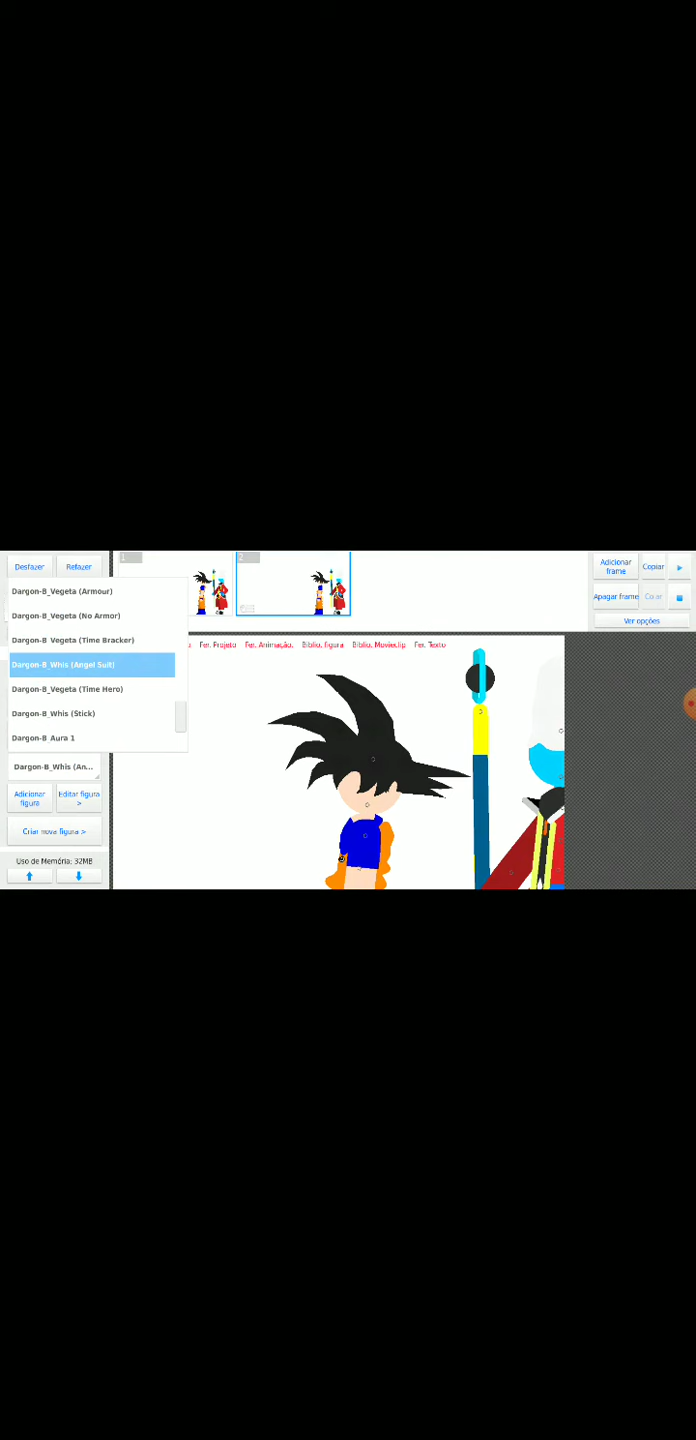 Desfazer Refazer
1
2
Adicionar frame
Copiar
Apagar frame
Colar
Ver opções
Fer. Projeto
Fer. Animação.
Biblio. figura
Biblio. Movieclip
Fer. Texto
Dargon-B_Vegeta (Armour)
Dargon-B_Vegeta (No Armor)
Dargon-B_Vegeta (Time Bracker)
Dargon-B_Whis (Angel Suit)
Dargon-B_Vegeta (Time Hero)
Dargon-B_Whis (Stick)
Dargon-B_Aura 1
Dargon-B_Whis (An...
Adicionar figura
Editar figura >
Criar nova figura >
Uso de Memória: 32MB